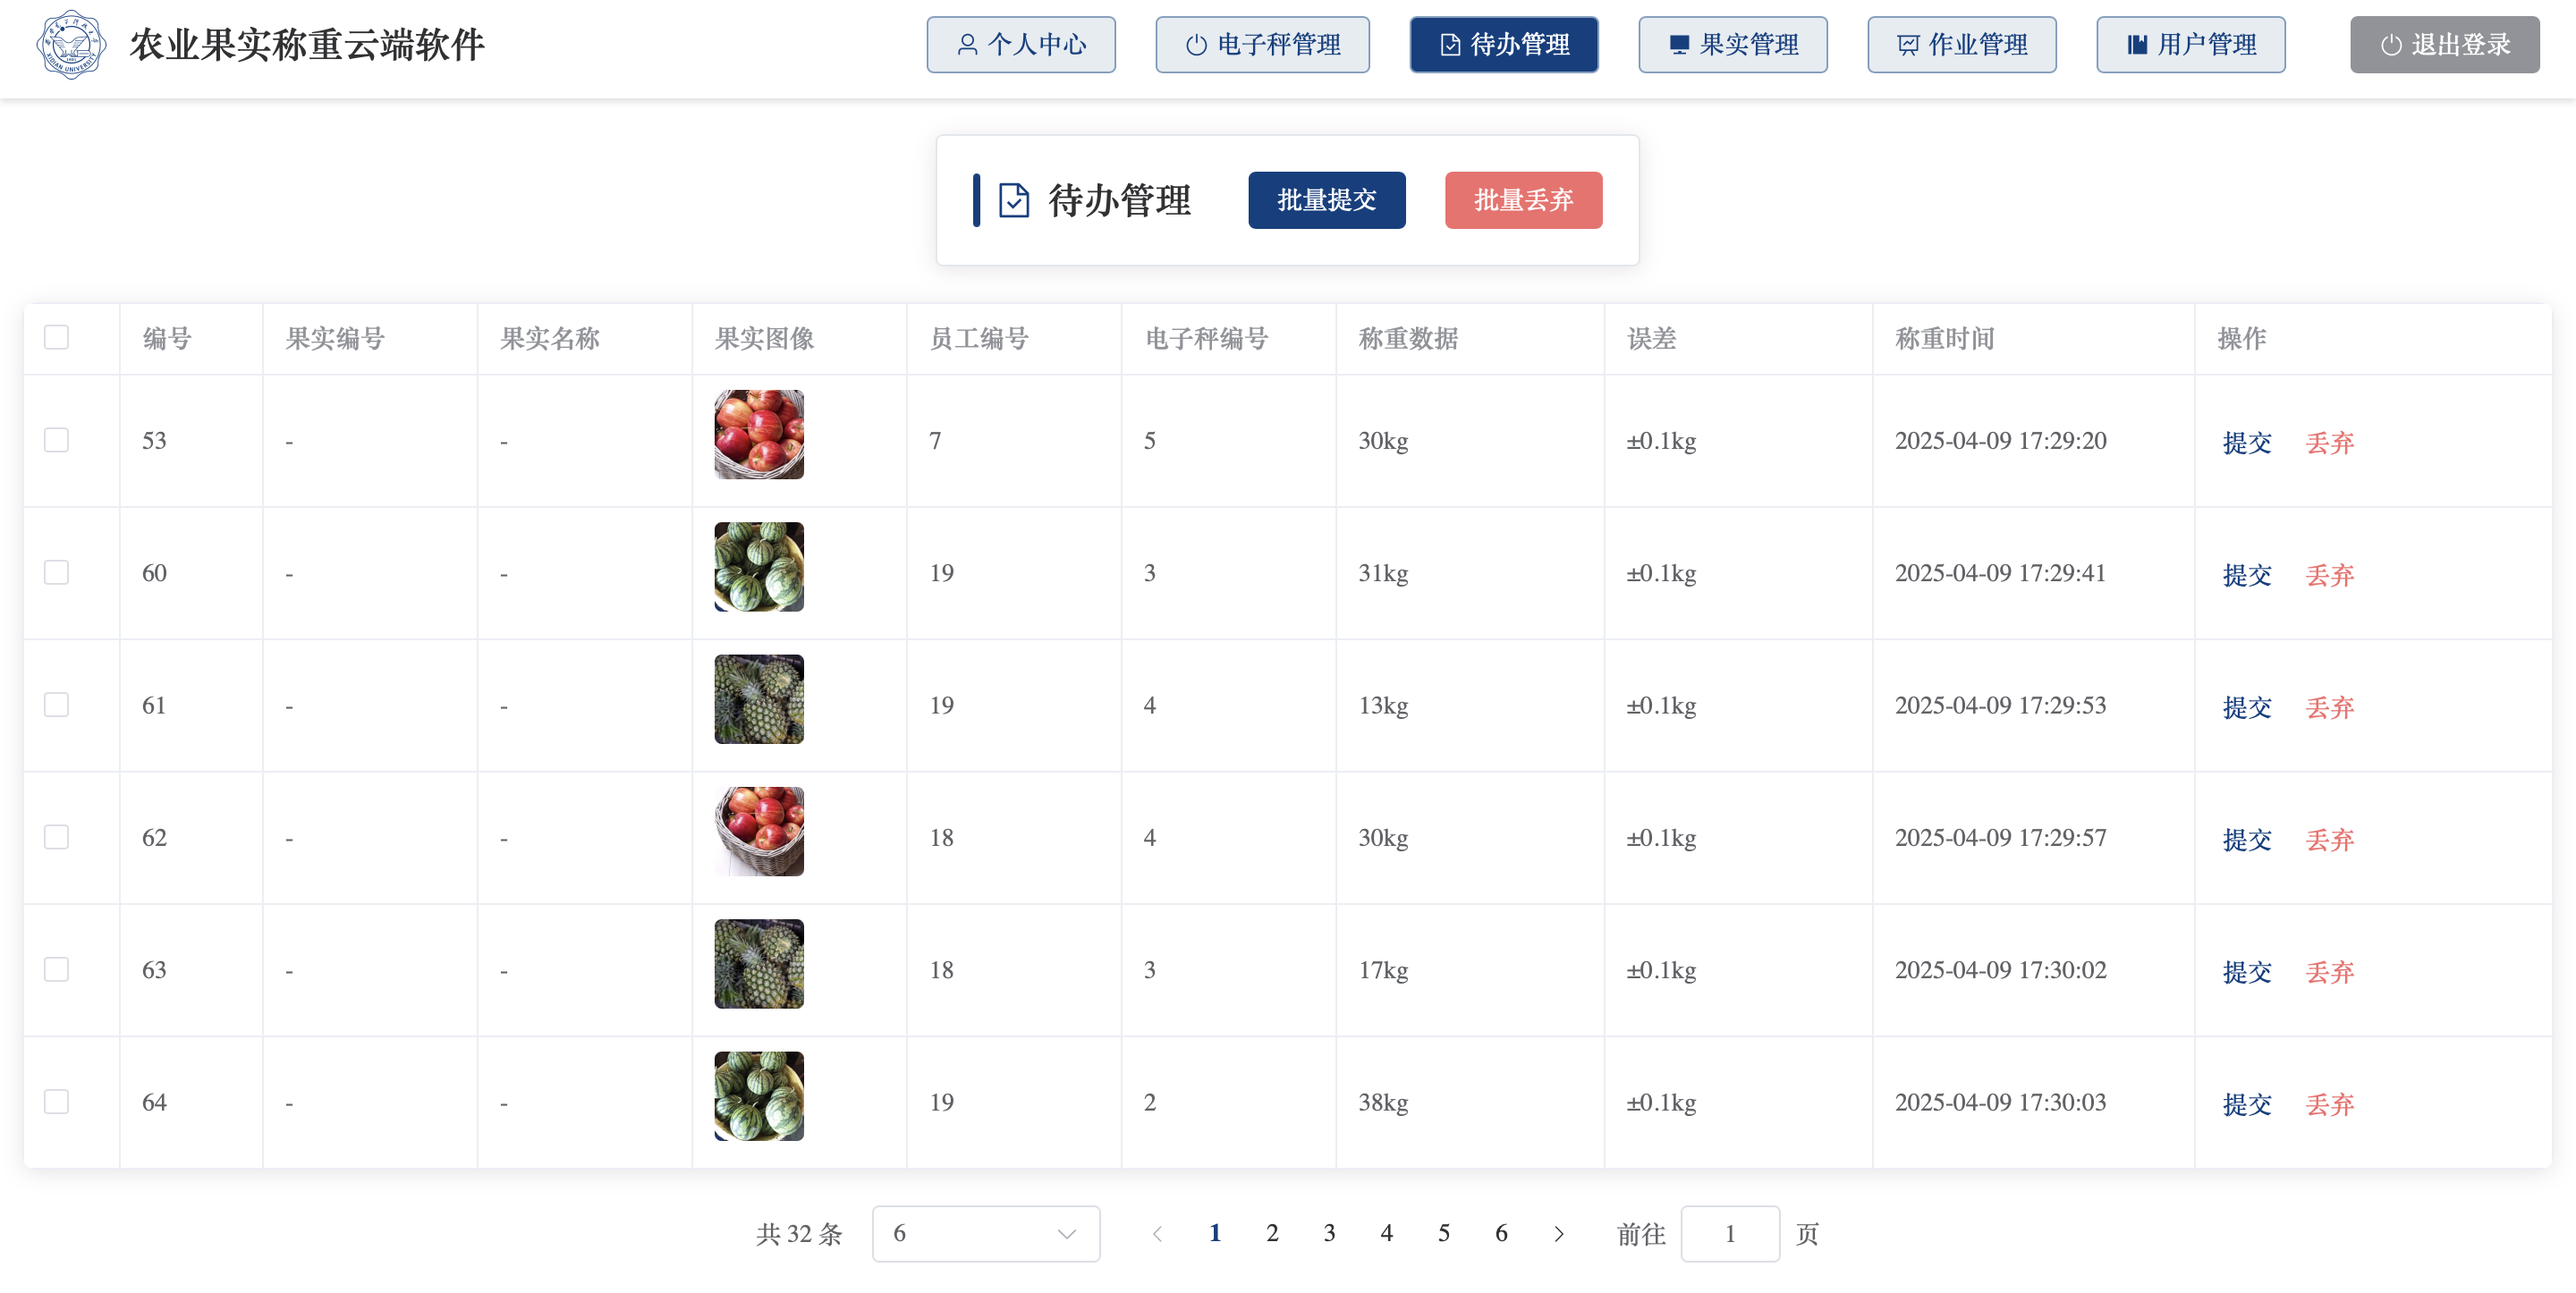 XIDIAN UNIVERSITY
农业果实称重云端软件 个人中心 电子秤管理 待办管理 果实管理 作业管理 用户管理 退出登录
待办管理 批量提交 批量丢弃
编号 果实编号 果实名称 果实图像 员工编号 电子秤编号 称重数据 误差 称重时间 操作
53 - - 7 5 30kg ±0.1kg 2025-04-09 17:29:20 提交 丢弃
60 - - 19 3 31kg ±0.1kg 2025-04-09 17:29:41 提交 丢弃
61 - - 19 4 13kg ±0.1kg 2025-04-09 17:29:53 提交 丢弃
62 - - 18 4 30kg ±0.1kg 2025-04-09 17:29:57 提交 丢弃
63 - - 18 3 17kg ±0.1kg 2025-04-09 17:30:02 提交 丢弃
64 - - 19 2 38kg ±0.1kg 2025-04-09 17:30:03 提交 丢弃
共 32 条 6 1 2 3 4 5 6 前往 1 页